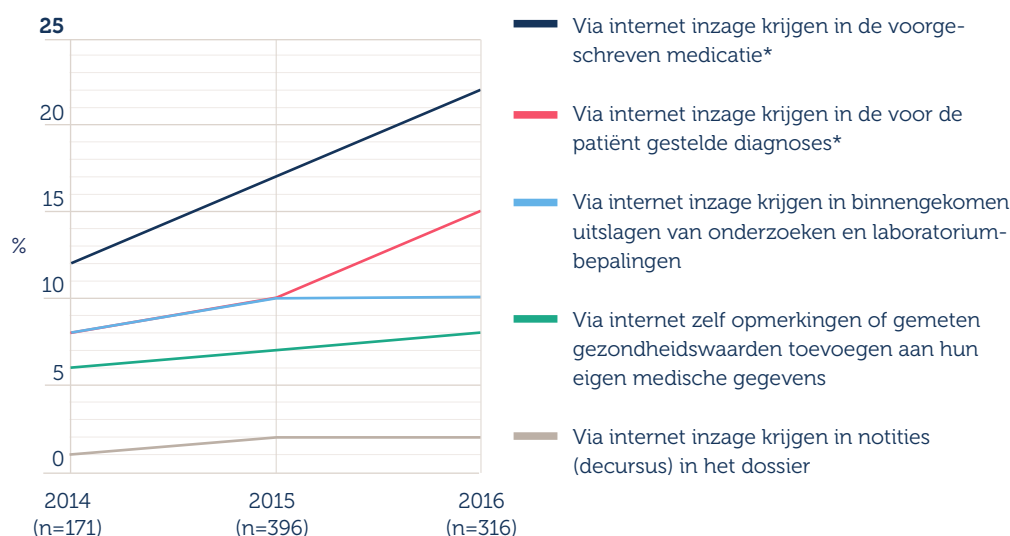 25
20
15
%
10
5
0
2014
(n=171)
2015
(n=396)
2016
(n=316)
Via internet inzage krijgen in de voorge-
schreven medicatie*
Via internet inzage krijgen in de voor de
patiënt gestelde diagnoses*
Via internet inzage krijgen in binnengekomen
uitslagen van onderzoeken en laboratorium-
bepalingen
Via internet zelf opmerkingen of gemeten
gezondheidswaarden toevoegen aan hun
eigen medische gegevens
Via internet inzage krijgen in notities
(decursus) in het dossier